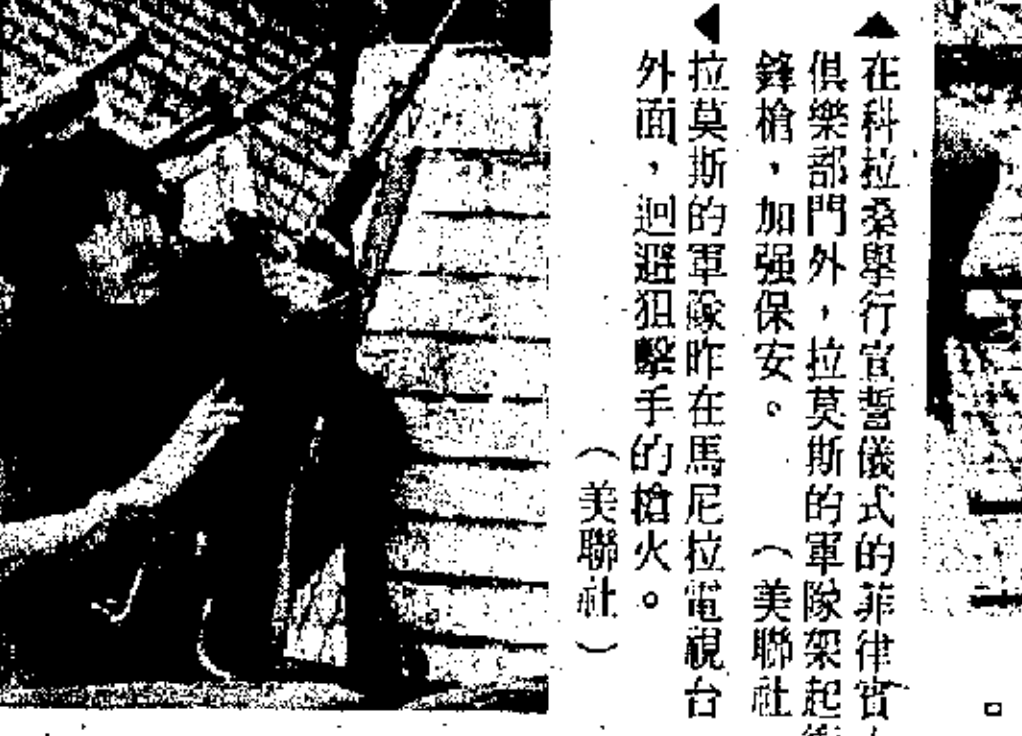 ▲在科拉桑舉行宣誓儀式的菲律賓
俱樂部門外，拉莫斯的軍隊架起衝
鋒槍，加强保安。（美聯社
◀拉莫斯的軍隊昨在馬尼拉電視台
外面，迴避狙擊手的槍火。
（美聯社）